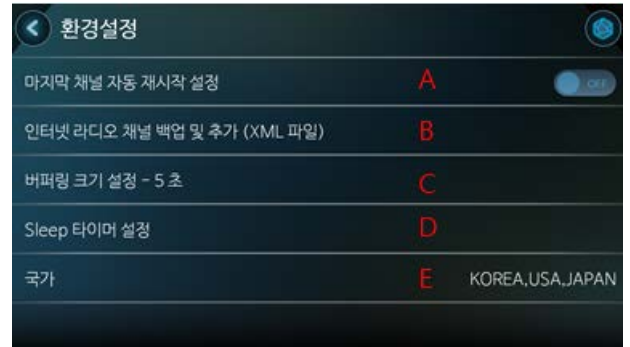 환경설정
마지막 채널 자동 재시작 설정 A OFF
인터넷 라디오 채널 백업 및 추가 (XML 파일) B
버퍼링 크기 설정 - 5 초 C
Sleep 타이머 설정 D
국가 E KOREA,USA,JAPAN